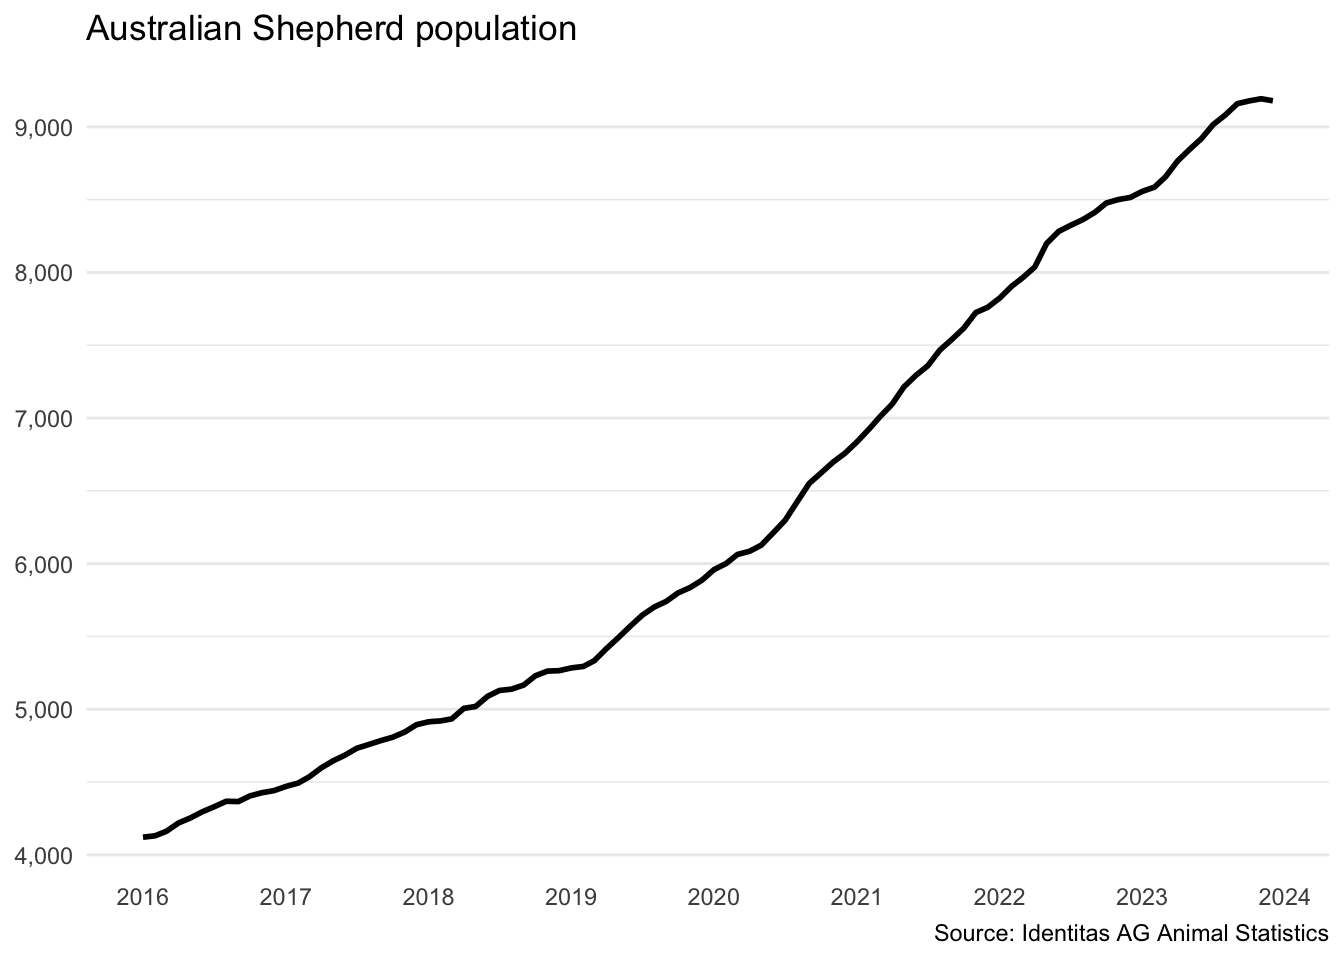 Australian Shepherd population
9,000
8,000
7,000
6,000
5,000
4,000
2016 2017 2018 2019 2020 2021 2022 2023 2024
Source: Identitas AG Animal Statistics